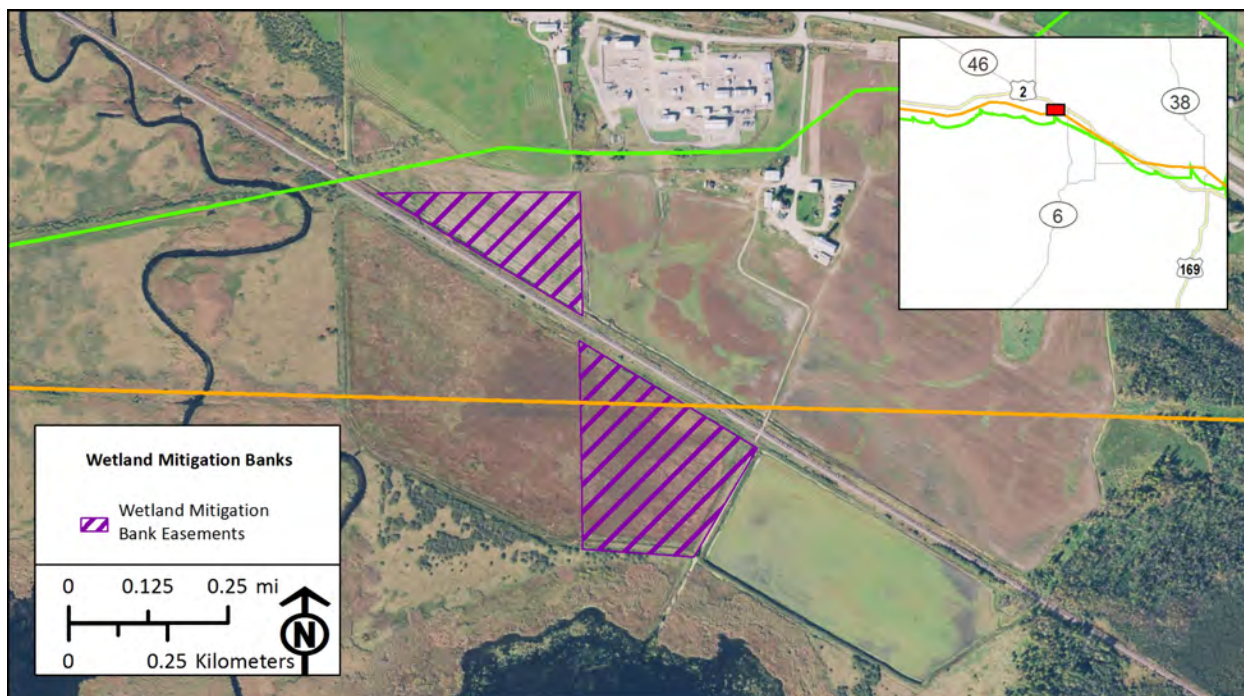 46
2
38
6
169
Wetland Mitigation Banks
Wetland Mitigation
Bank Easements
0 0.125 0.25 mi
0 0.25 Kilometers
N